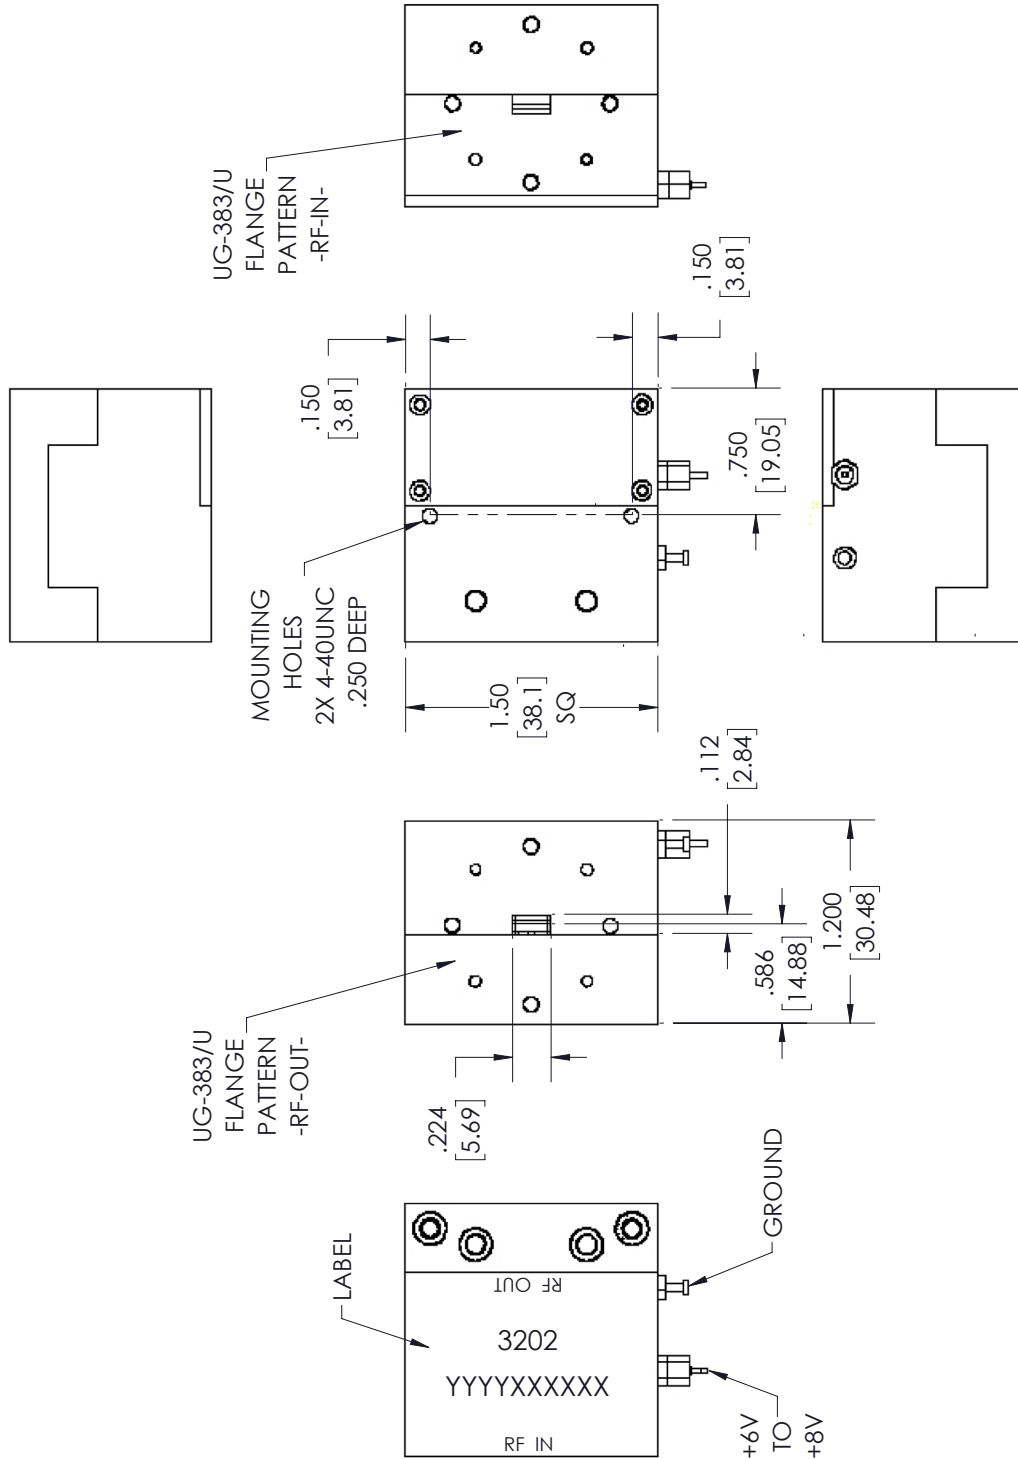 UG-383/U
FLANGE
PATTERN
-RF-IN-
.150
[3.81]
.150
[3.81]
.750
[19.05]
MOUNTING
HOLES
2X 4-40UNC
.250 DEEP
1.50
[38.1]
SQ
.112
[2.84]
1.200
[30.48]
.586
[14.88]
UG-383/U
FLANGE
PATTERN
-RF-OUT-
.224
[5.69]
LABEL
RF OUT
3202
YYYYXXXXXX
RF IN
GROUND
+6V
TO
+8V